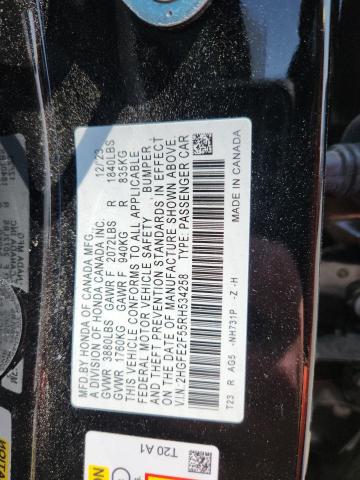 MFD.BY HONDA OF CANADA MFG.
A DIVISION OF HONDA CANADA INC. 12/23
GVWR 3880LBS GAWR F 2072LBS R 1840LBS
GVWR 1760KG GAWR F 940KG R 835KG
THIS VEHICLE CONFORMS TO ALL APPLICABLE
FEDERAL MOTOR VEHICLE SAFETY BUMPER,
AND THEFT PREVENTION STANDARDS IN EFFECT
ON THE DATE OF MANUFACTURE SHOWN ABOVE.
V.I.N: 2HGFE2F55RH534258 TYPE: PASSENGER CAR
MADE IN CANADA
T23 R AG5 -NH731P -Z -H
T20 A1